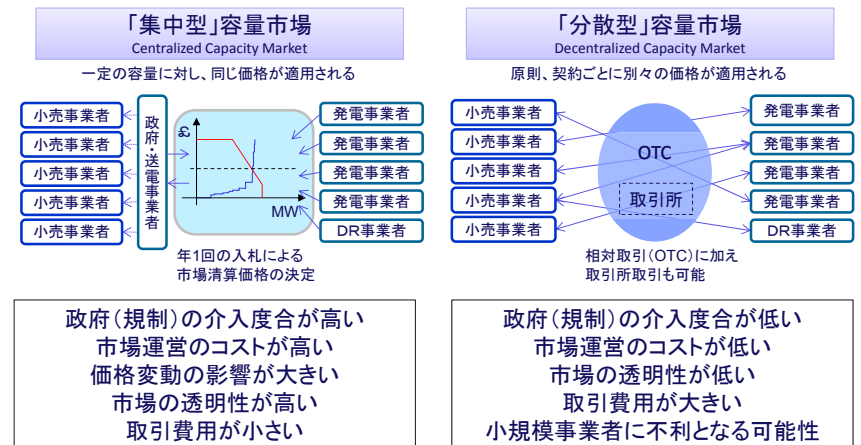 「集中型」容量市場
Centralized Capacity Market
一定の容量に対し、同じ価格が適用される
小売事業者
小売事業者
小売事業者
小売事業者
小売事業者
政府・送電事業者
£
MW
発電事業者
発電事業者
発電事業者
発電事業者
DR事業者
年1回の入札による
市場清算価格の決定
政府(規制)の介入度合が高い
市場運営のコストが高い
価格変動の影響が大きい
市場の透明性が高い
取引費用が小さい
「分散型」容量市場
Decentralized Capacity Market
原則、契約ごとに別々の価格が適用される
小売事業者
小売事業者
小売事業者
小売事業者
小売事業者
OTC
取引所
発電事業者
発電事業者
発電事業者
発電事業者
DR事業者
相対取引(OTC)に加え
取引所取引も可能
政府(規制)の介入度合が低い
市場運営のコストが低い
市場の透明性が低い
取引費用が大きい
小規模事業者に不利となる可能性